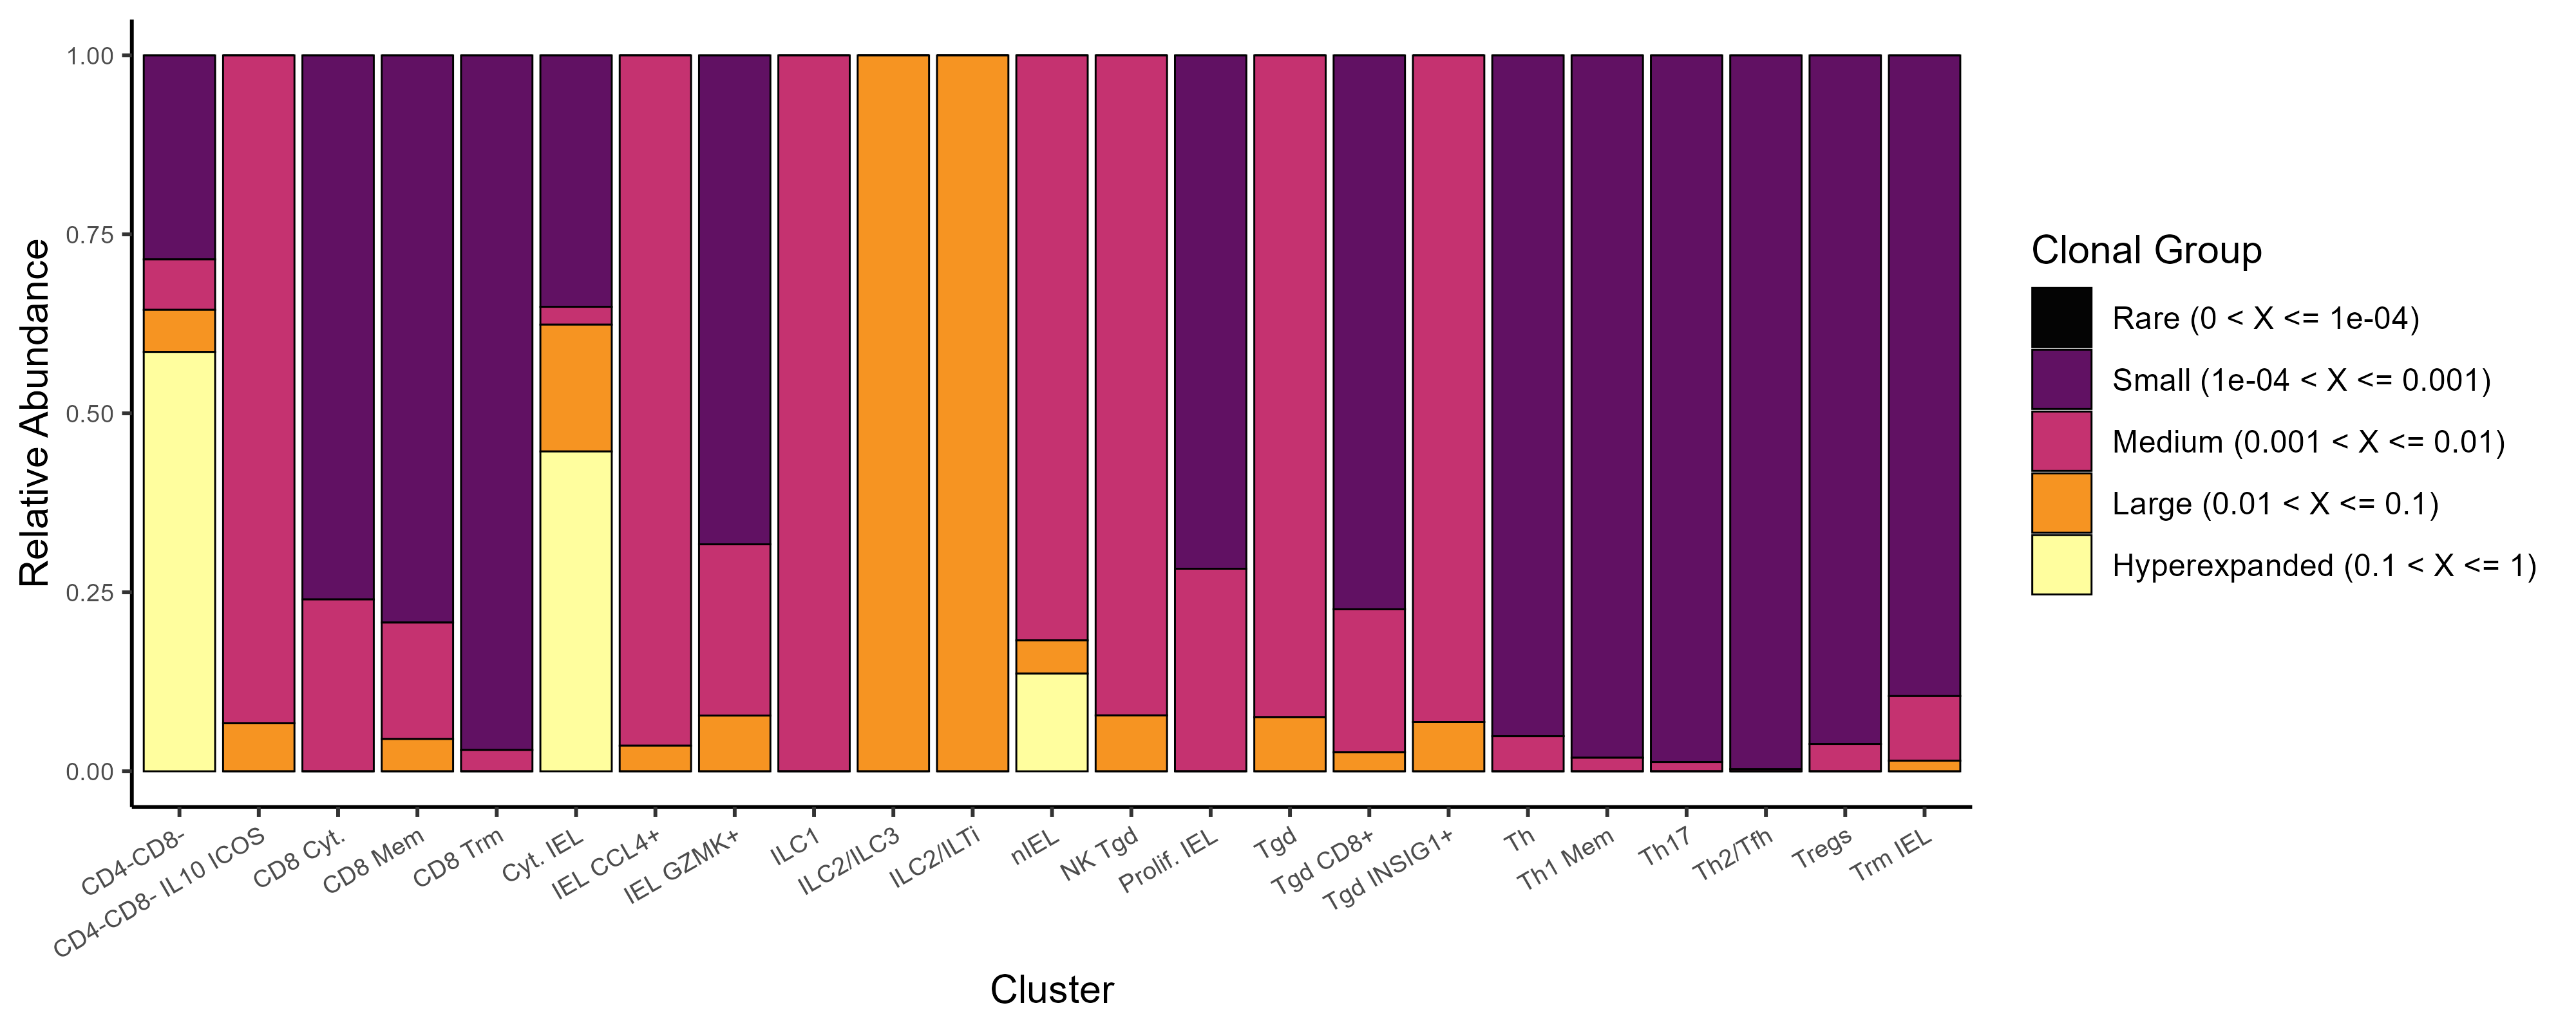 Relative Abundance
1.00
0.75
0.50
0.25
0.00
CD4-CD8-
CD4-CD8- IL10 ICOS
CD8 Cyt.
CD8 Mem
CD8 Trm
Cyt. IEL
IEL CCL4+
IEL GZMK+
ILC1
ILC2/ILC3
ILC2/ILTi
nIEL
NK Tgd
Prolif. IEL
Tgd
Tgd CD8+
Tgd INSIG1+
Th
Th1 Mem
Th17
Th2/Tfh
Tregs
Trm IEL
Cluster
Clonal Group
Rare (0 < X <= 1e-04)
Small (1e-04 < X <= 0.001)
Medium (0.001 < X <= 0.01)
Large (0.01 < X <= 0.1)
Hyperexpanded (0.1 < X <= 1)